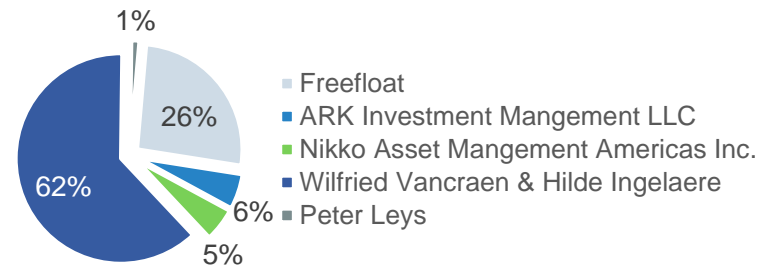 1%
26%
62%
6%
5%
Freefloat
ARK Investment Mangement LLC
Nikko Asset Mangement Americas Inc.
Wilfried Vancraen & Hilde Ingelaere
Peter Leys